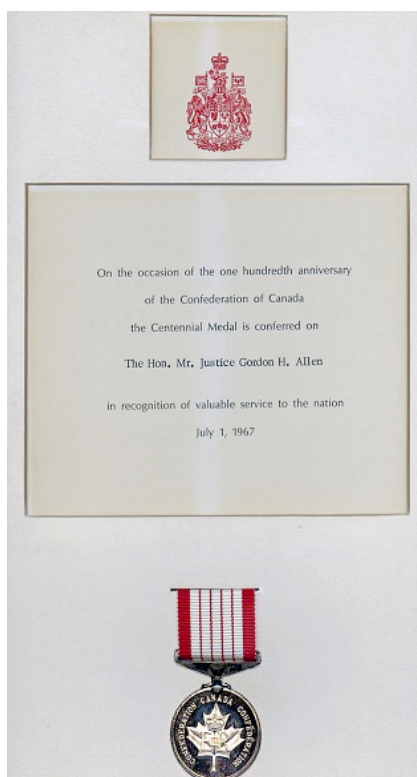 On the occasion of the one hundredth anniversary
of the Confederation of Canada
the Centennial Medal is conferred on
The Hon. Mr. Justice Gordon H. Allen
in recognition of valuable service to the nation
July 1, 1967
CONFEDERATION CANADA CONFEDERATION